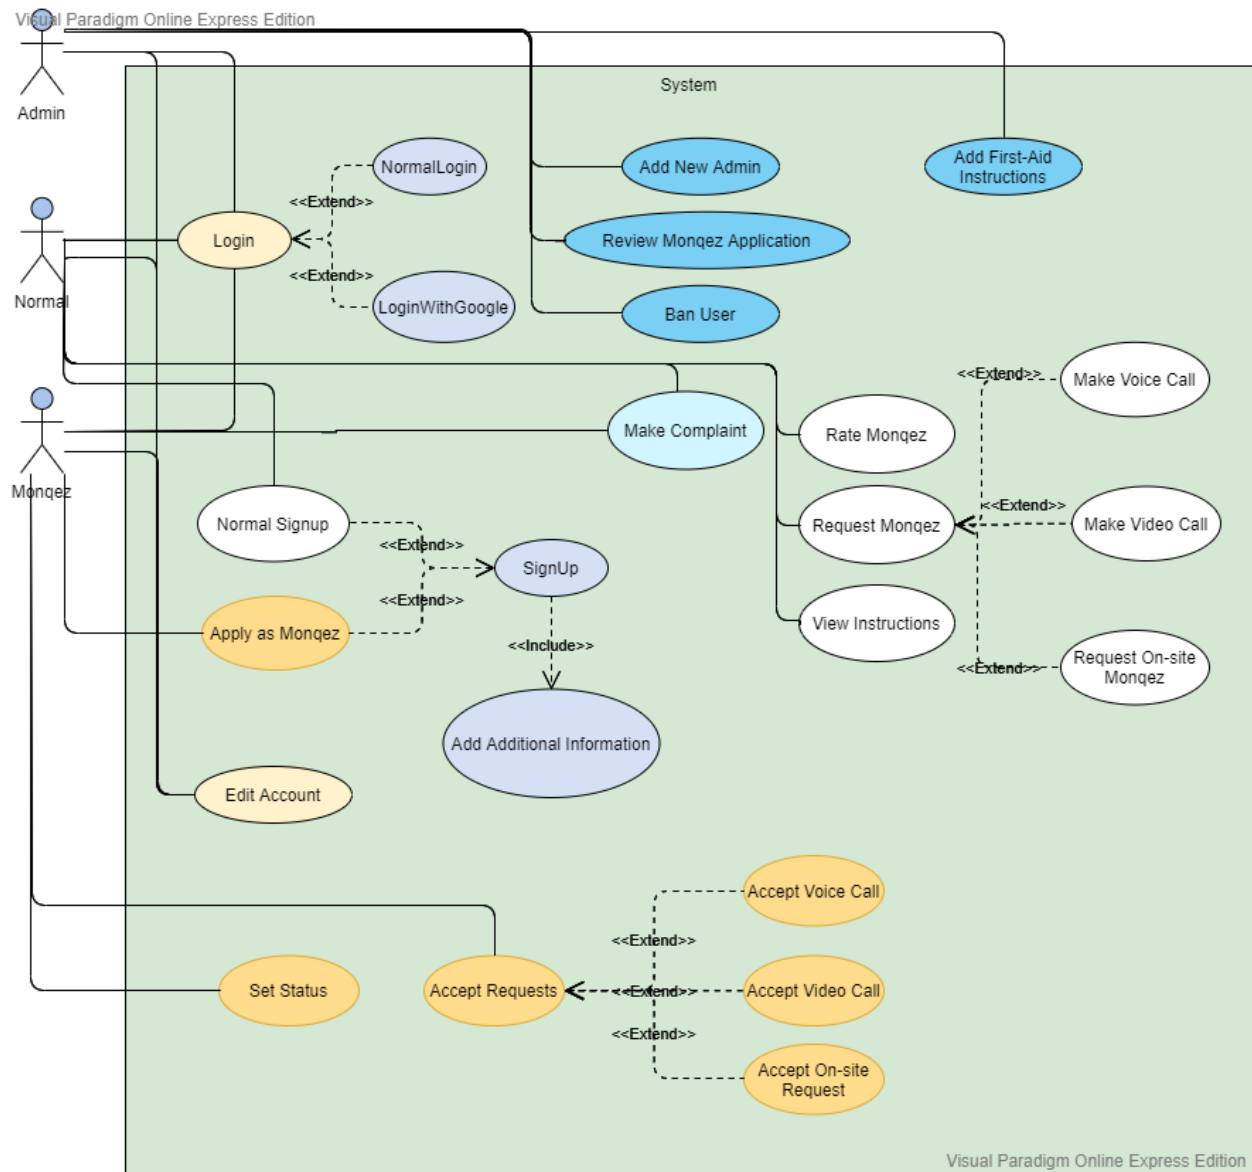 Visual Paradigm Online Express Edition
Admin
System
NormalLogin
Add New Admin
Add First-Aid
Instructions
<<Extend>>
Login
Review Monqez Application
Normal
<<Extend>>
LoginWithGoogle
Ban User
<<Extend>>
Make Voice Call
Make Complaint
Rate Monqez
Monqez
<<Extend>>
Normal Signup
Request Monqez
Make Video Call
<<Extend>>
SignUp
<<Extend>>
Apply as Monqez
View Instructions
<<Include>>
<<Extend>>
Request On-site
Monqez
Add Additional Information
Edit Account
Accept Voice Call
<<Extend>>
Set Status
Accept Requests
<<Extend>>
Accept Video Call
<<Extend>>
Accept On-site
Request
Visual Paradigm Online Express Edition